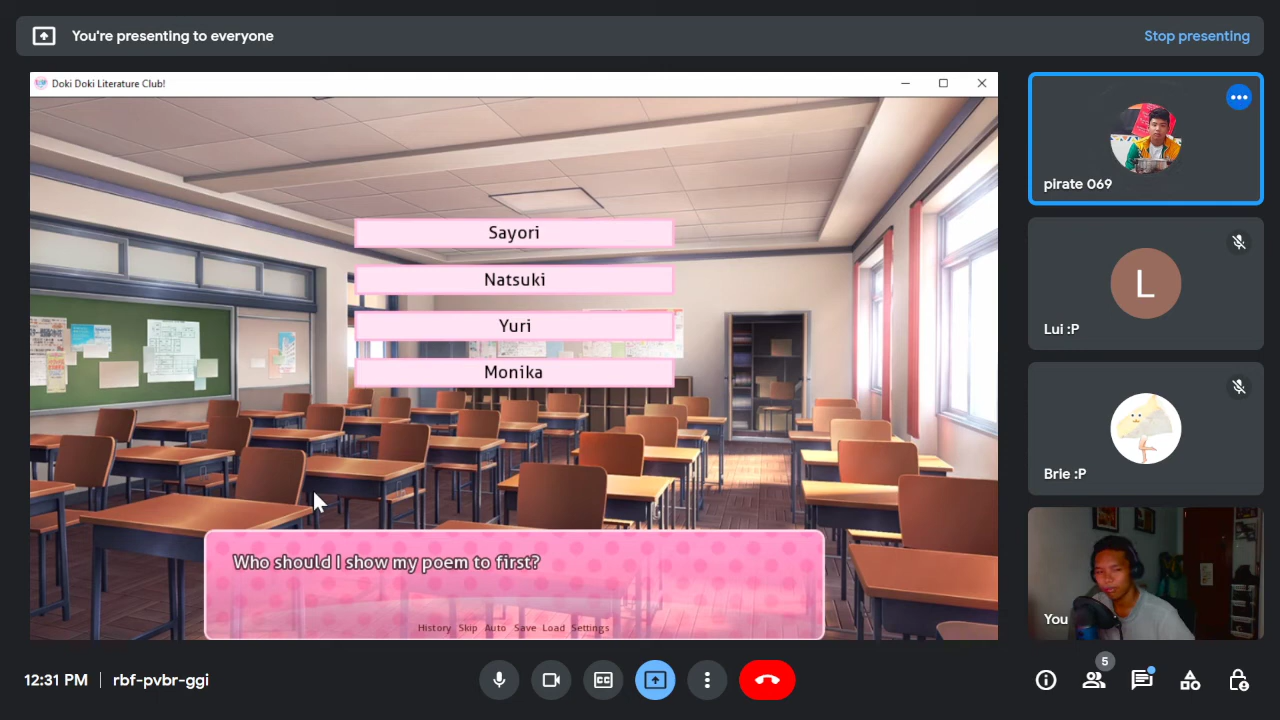 You're presenting to everyone
Stop presenting
Doki Doki Literature Club!
Sayori
Natsuki
Yuri
Monika
Who should I show my poem to first?
History Skip Auto Save Load Settings
pirate 069
L
Lui :P
Brie :P
You
12:31 PM | rbf-pvbr-ggi
CC
5